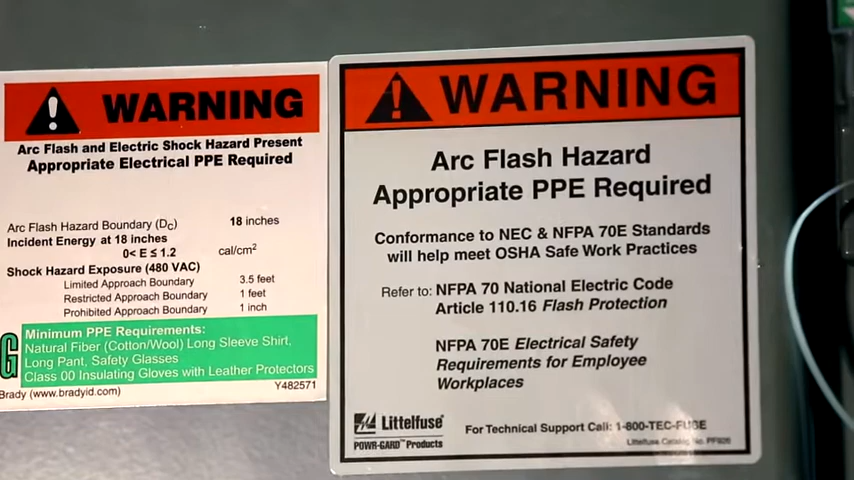 WARNING
Arc Flash and Electric Shock Hazard Present
Appropriate Electrical PPE Required
Arc Flash Hazard Boundary (DC) 18 inches
Incident Energy at 18 inches
0< E ≤ 1.2 cal/cm2
Shock Hazard Exposure (480 VAC)
Limited Approach Boundary 3.5 feet
Restricted Approach Boundary 1 feet
Prohibited Approach Boundary 1 inch
G
Minimum PPE Requirements:
Natural Fiber (Cotton/Wool) Long Sleeve Shirt,
Long Pant, Safety Glasses
Class 00 Insulating Gloves with Leather Protectors
Brady (www.bradyid.com) Y482571
WARNING
Arc Flash Hazard
Appropriate PPE Required
Conformance to NEC & NFPA 70E Standards
will help meet OSHA Safe Work Practices
Refer to: NFPA 70 National Electric Code
Article 110.16 Flash Protection
NFPA 70E Electrical Safety
Requirements for Employee
Workplaces
Littelfuse
POWR-GARD™ Products
For Technical Support Call: 1-800-TEC-FUSE
Littelfuse Catalog No.